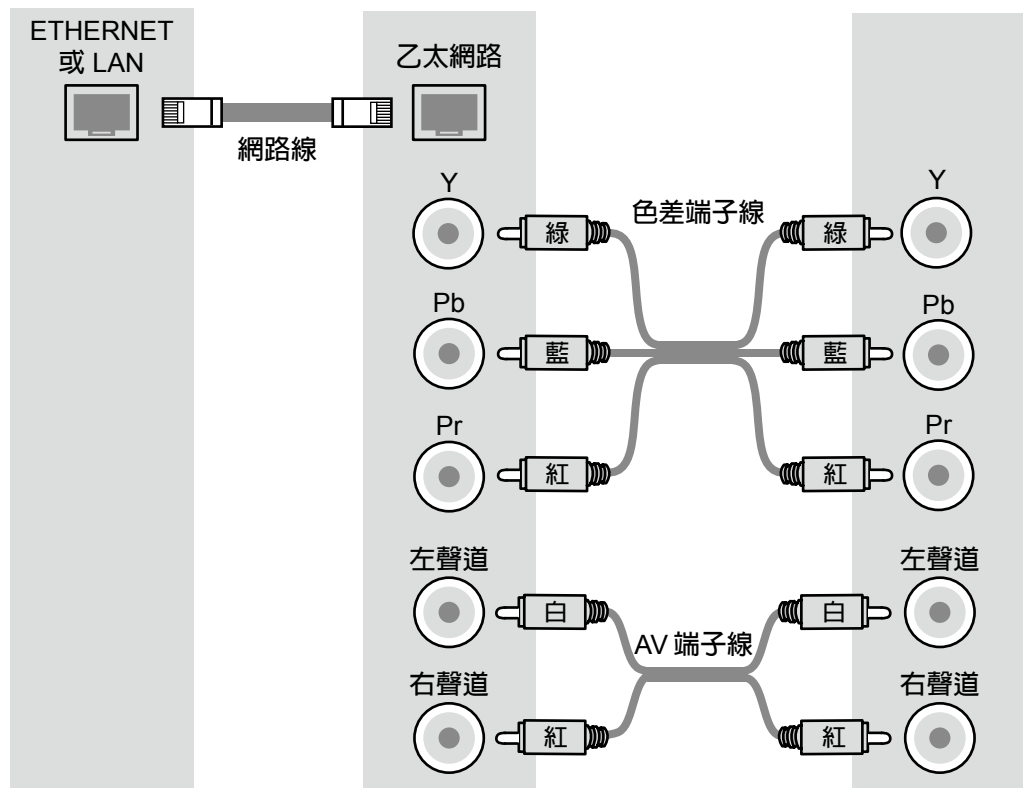 ETHERNET
或 LAN
乙太網路
網路線
Y
Y
色差端子線
綠
綠
Pb
Pb
藍
藍
Pr
Pr
紅
紅
左聲道
左聲道
白
白
AV 端子線
右聲道
右聲道
紅
紅